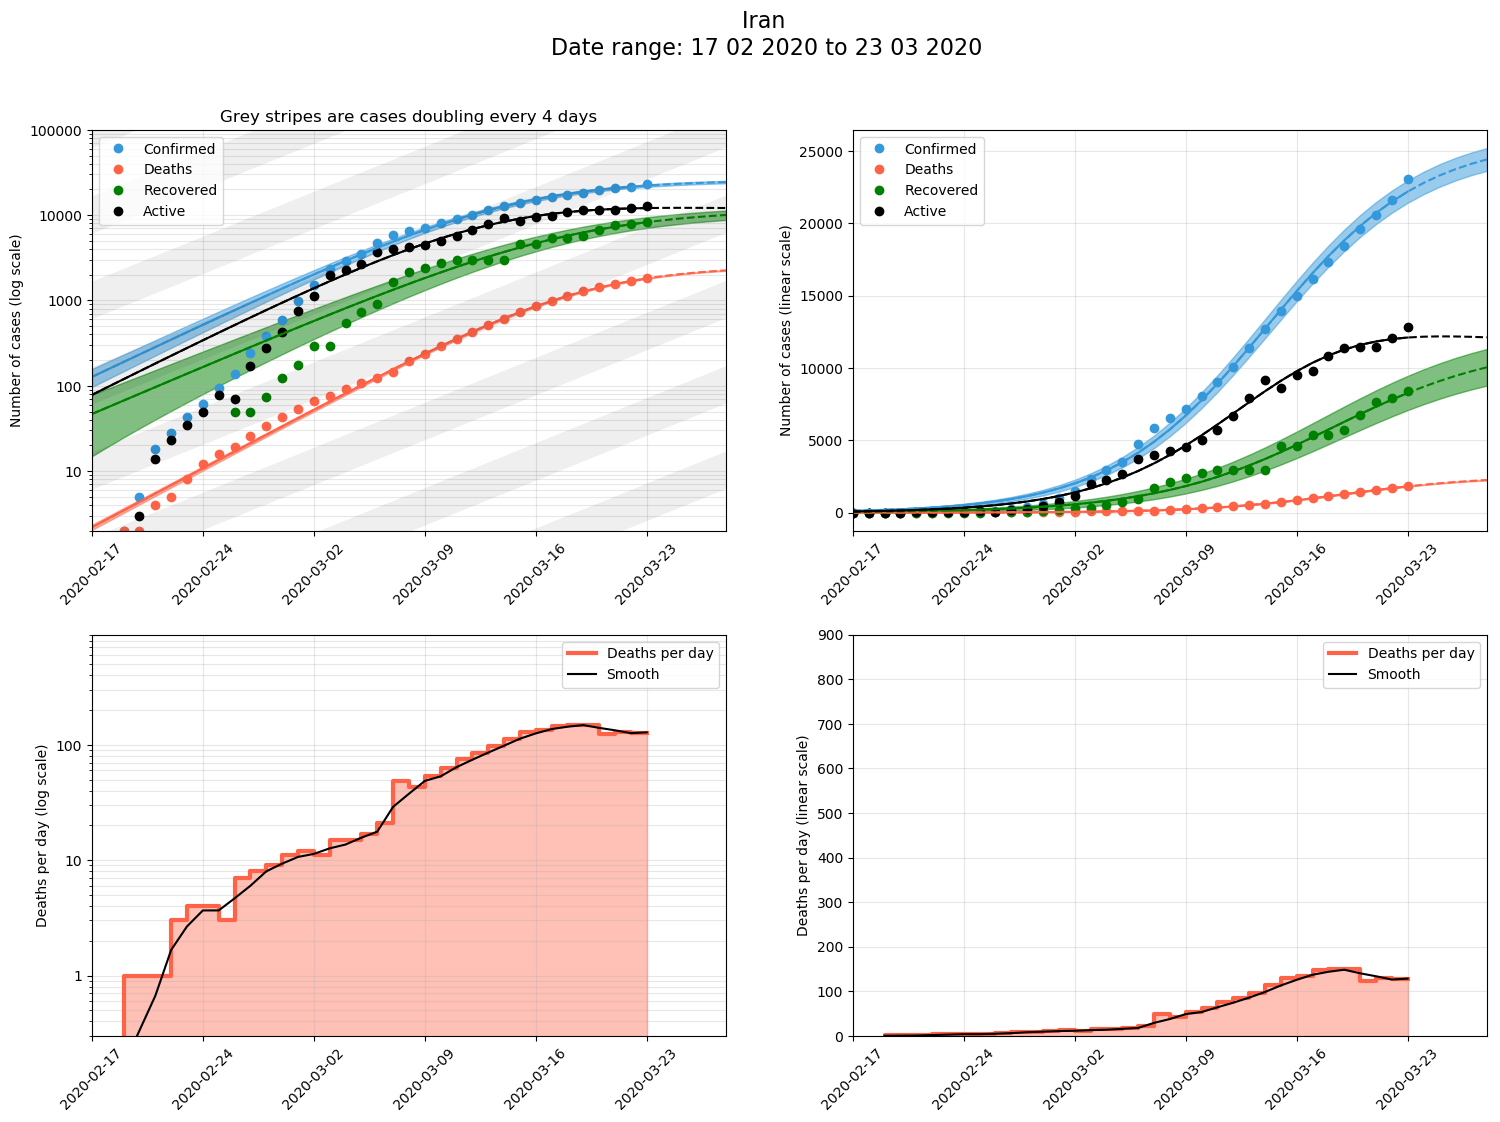 Iran
Date range: 17 02 2020 to 23 03 2020
Grey stripes are cases doubling every 4 days
Number of cases (log scale)
100000
10000
1000
100
10
Confirmed
Deaths
Recovered
Active
2020-02-17
2020-02-24
2020-03-02
2020-03-09
2020-03-16
2020-03-23
Number of cases (linear scale)
25000
20000
15000
10000
5000
0
Confirmed
Deaths
Recovered
Active
2020-02-17
2020-02-24
2020-03-02
2020-03-09
2020-03-16
2020-03-23
Deaths per day (log scale)
100
10
1
Deaths per day
Smooth
2020-02-17
2020-02-24
2020-03-02
2020-03-09
2020-03-16
2020-03-23
Deaths per day (linear scale)
900
800
700
600
500
400
300
200
100
0
Deaths per day
Smooth
2020-02-17
2020-02-24
2020-03-02
2020-03-09
2020-03-16
2020-03-23